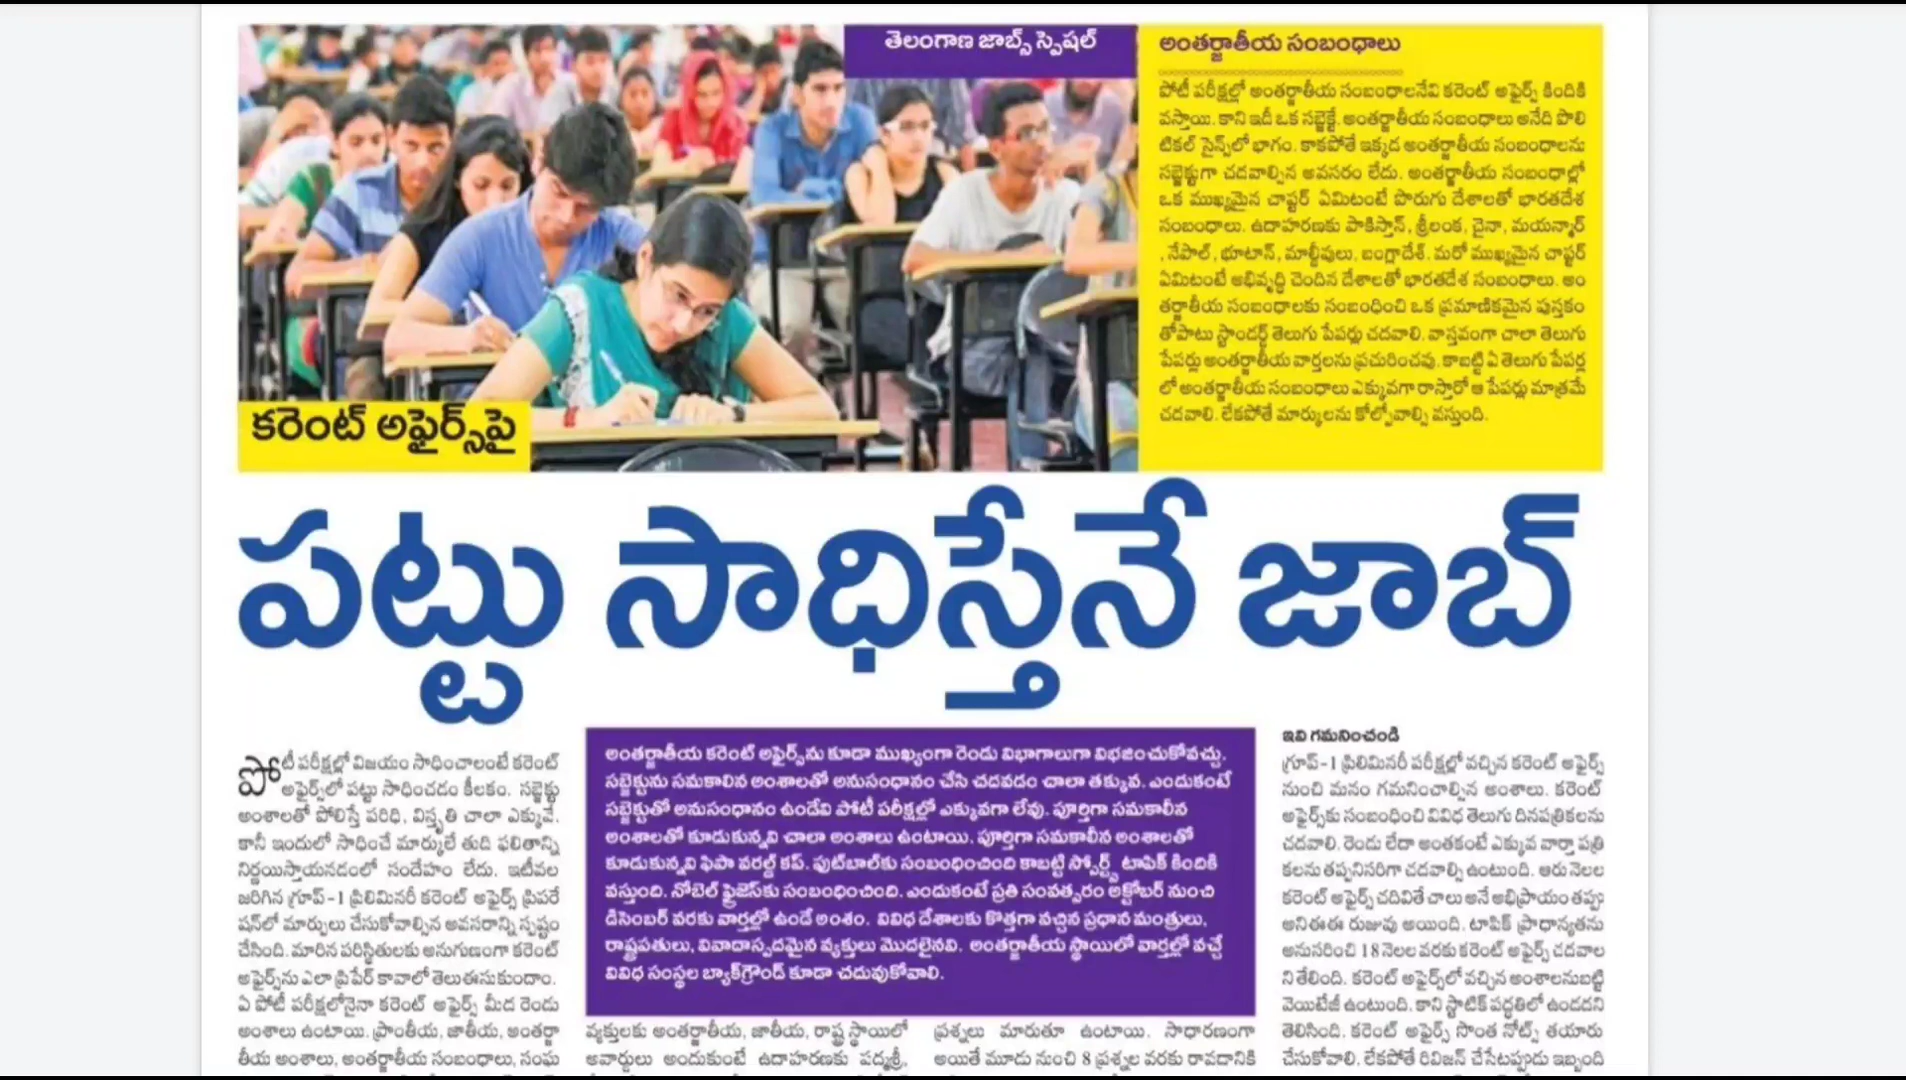 తెలంగాణ జాబ్స్ స్పెషల్
కరెంట్ అఫైర్స్‌పై
పట్టు సాధిస్తేనే జాబ్
అంతర్జాతీయ సంబంధాలు
పోటీ పరీక్షల్లో అంతర్జాతీయ సంబంధాలనేవి కరెంట్ అఫైర్స్ కిందికి
వస్తాయి. కాని ఇదీ ఒక సబ్జెక్టే. అంతర్జాతీయ సంబంధాలు అనేది పొలి
టికల్ సైన్స్‌లో భాగం. కాకపోతే ఇక్కడ అంతర్జాతీయ సంబంధాలను
సబ్జెక్టుగా చదవాల్సిన అవసరం లేదు. అంతర్జాతీయ సంబంధాల్లో
ఒక ముఖ్యమైన చాప్టర్ ఏమిటంటే పొరుగు దేశాలతో భారతదేశ
సంబంధాలు. ఉదాహరణకు పాకిస్తాన్, శ్రీలంక, చైనా, మయన్మార్
, నేపాల్, భూటాన్, మాల్దీవులు, బంగ్లాదేశ్. మరో ముఖ్యమైన చాప్టర్
ఏమిటంటే అభివృద్ధి చెందిన దేశాలతో భారతదేశ సంబంధాలు. అం
తర్జాతీయ సంబంధాలకు సంబంధించి ఒక ప్రమాణికమైన పుస్తకం
తోపాటు స్టాండర్డ్ తెలుగు పేపర్లు చదవాలి. వాస్తవంగా చాలా తెలుగు
పేపర్లు అంతర్జాతీయ వార్తలను ప్రచురించవు. కాబట్టి ఏ తెలుగు పేపర్ల
లో అంతర్జాతీయ సంబంధాలు ఎక్కువగా రాస్తారో ఆ పేపర్లు మాత్రమే
చదవాలి. లేకపోతే మార్కులను కోల్పోవాల్సి వస్తుంది.
పోటీ పరీక్షల్లో విజయం సాధించాలంటే కరెంట్
అఫైర్స్‌లో పట్టు సాధించడం కీలకం. సబ్జెక్టు
అంశాలతో పోలిస్తే పరిధి, విస్తృతి చాలా ఎక్కువే.
కానీ ఇందులో సాధించే మార్కులే తుది ఫలితాన్ని
నిర్ణయిస్తాయనడంలో సందేహం లేదు. ఇటీవల
జరిగిన గ్రూప్-1 ప్రిలిమినరీ కరెంట్ అఫైర్స్ ప్రిపరే
షన్‌లో మార్పులు చేసుకోవాల్సిన అవసరాన్ని స్పష్టం
చేసింది. మారిన పరిస్థితులకు అనుగుణంగా కరెంట్
అఫైర్స్‌ను ఎలా ప్రిపేర్ కావాలో తెలుఈసుకుందాం.
ఏ పోటీ పరీక్షలోనైనా కరెంట్ అఫైర్స్ మీద రెండు
అంశాలు ఉంటాయి. ప్రాంతీయ, జాతీయ, అంతర్జా
తీయ అంశాలు, అంతర్జాతీయ సంబంధాలు, సంఘ
అంతర్జాతీయ కరెంట్ అఫైర్స్‌ను కూడా ముఖ్యంగా రెండు విభాగాలుగా విభజించుకోవచ్చు.
సబ్జెక్టును సమకాలిన అంశాలతో అనుసంధానం చేసి చదవడం చాలా తక్కువ. ఎందుకంటే
సబ్జెక్టుతో అనుసంధానం ఉండేవి పోటీ పరీక్షల్లో ఎక్కువగా లేవు. పూర్తిగా సమకాలీన
అంశాలతో కూడుకున్నవి చాలా అంశాలు ఉంటాయి. పూర్తిగా సమకాలీన అంశాలతో
కూడుకున్నవి ఫిఫా వరల్డ్ కప్. ఫుట్‌బాల్‌కు సంబంధించింది కాబట్టి స్పోర్ట్స్ టాపిక్ కిందికి
వస్తుంది. నోబెల్ ప్రైజెస్‌కు సంబంధించింది. ఎందుకంటే ప్రతి సంవత్సరం అక్టోబర్ నుంచి
డిసెంబర్ వరకు వార్తల్లో ఉండే అంశం. వివిధ దేశాలకు కొత్తగా వచ్చిన ప్రధాన మంత్రులు,
రాష్ట్రపతులు, వివాదాస్పదమైన వ్యక్తులు మొదలైనవి. అంతర్జాతీయ స్థాయిలో వార్తల్లో వచ్చే
వివిధ సంస్థల బ్యాక్‌గ్రౌండ్ కూడా చదువుకోవాలి.
వ్యక్తులకు అంతర్జాతీయ, జాతీయ, రాష్ట్ర స్థాయిలో
అవార్డులు అందుకుంటే ఉదాహరణకు పద్మశ్రీ,
ప్రశ్నలు మారుతూ ఉంటాయి. సాధారణంగా
అయితే మూడు నుంచి 8 ప్రశ్నల వరకు రావడానికి
ఇవి గమనించండి
గ్రూప్-1 ప్రిలిమినరీ పరీక్షల్లో వచ్చిన కరెంట్ అఫైర్స్
నుంచి మనం గమనించాల్సిన అంశాలు. కరెంట్
అఫైర్స్‌కు సంబంధించి వివిధ తెలుగు దినపత్రికలను
చదవాలి. రెండు లేదా అంతకంటే ఎక్కువ వార్తా పత్రి
కలను తప్పనిసరిగా చదవాల్సి ఉంటుంది. ఆరు నెలల
కరెంట్ అఫైర్స్ చదివితే చాలు అనే అభిప్రాయం తప్పు
అని ఈఈ రుజువు అయింది. టాపిక్ ప్రాధాన్యతను
అనుసరించి 18 నెలల వరకు కరెంట్ అఫైర్స్ చదవాల
ని తేలింది. కరెంట్ అఫైర్స్‌లో వచ్చిన అంశాలనుబట్టి
వెయిటేజీ ఉంటుంది. కాని స్టాటిక్ పద్ధతిలో ఉండదని
తెలిసింది. కరెంట్ అఫైర్స్ సొంత నోట్స్ తయారు
చేసుకోవాలి. లేకపోతే రివిజన్ చేసేటప్పుడు ఇబ్బంది